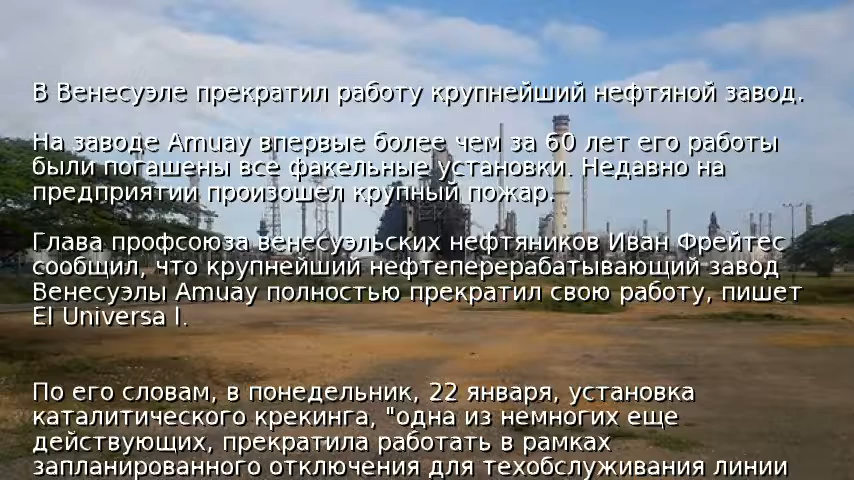 В Венесуэле прекратил работу крупнейший нефтяной завод.
На заводе Amuay впервые более чем за 60 лет его работы
были погашены все факельные установки. Недавно на
предприятии произошел крупный пожар.
Глава профсоюза венесуэльских нефтяников Иван Фрейтес
сообщил, что крупнейший нефтеперерабатывающий завод
Венесуэлы Amuay полностью прекратил свою работу, пишет
El Universa l.
По его словам, в понедельник, 22 января, установка
каталитического крекинга, "одна из немногих еще
действующих, прекратила работать в рамках
запланированного отключения для техобслуживания линии